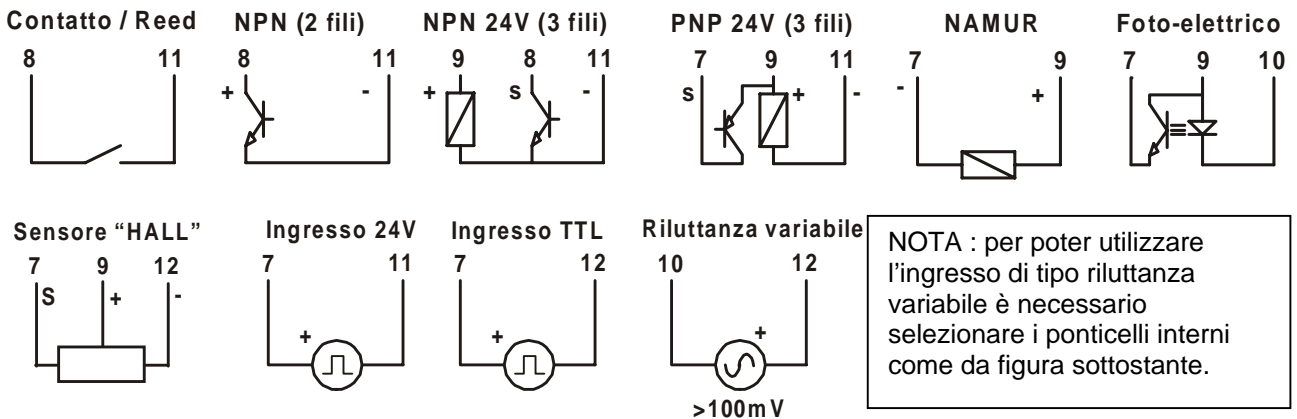 Contatto / Reed NPN (2 fili) NPN 24V (3 fili) PNP 24V (3 fili) NAMUR Foto-elettrico
8 11 8 11 9 8 11 7 9 11 7 9 7 9 10
+ - + S - S + - - +
Sensore “HALL” Ingresso 24V Ingresso TTL Riluttanza variabile
7 9 12 7 11 7 12 10 12
S + - + + +
>100mV
NOTA : per poter utilizzare
l’ingresso di tipo riluttanza
variabile è necessario
selezionare i ponticelli interni
come da figura sottostante.